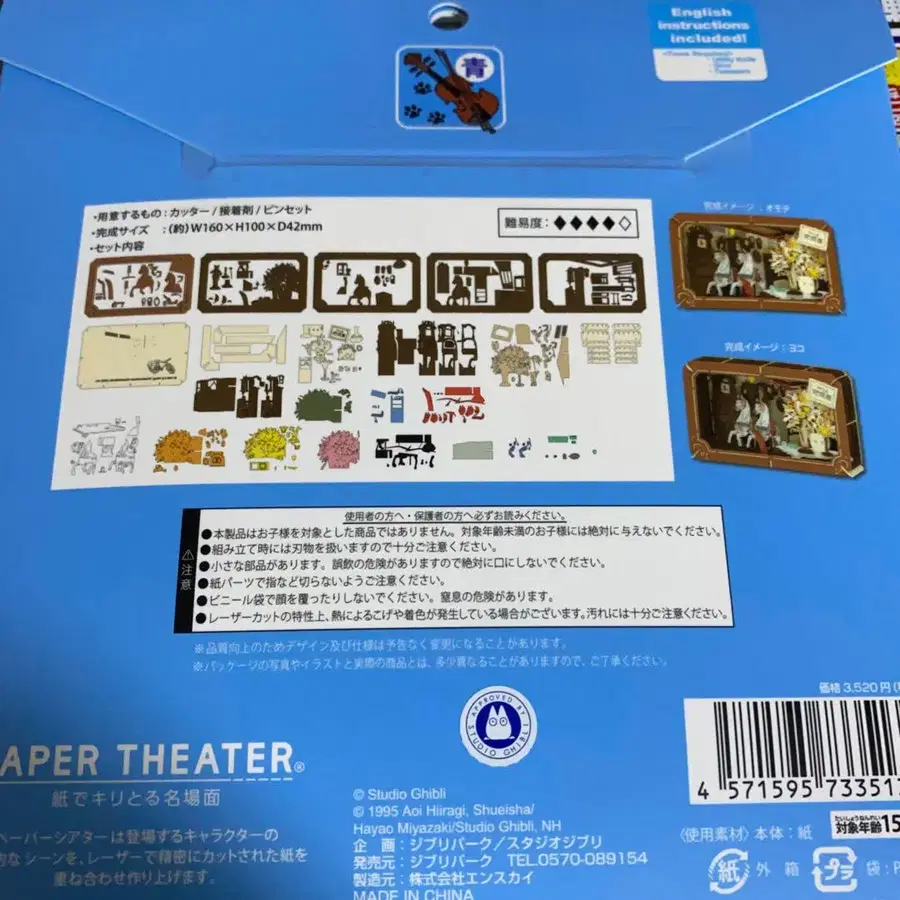 English
instructions
included!
青
・用意するもの：カッター/接着剤/ピンセット
・完成サイズ ：(約)W160×H100×D42mm
・セット内容
難易度：◆◆◆◆◇
完成イメージ：オモテ
完成イメージ：ヨコ
使用者の方へ・保護者の方へ必ずお読みください。
⚠注意
●本製品はお子様を対象とした商品ではありません。対象年齢未満のお子様には絶対に与えないでください。
●組み立て時には刃物を扱いますので十分ご注意ください。
●小さな部品があります。誤飲の危険がありますので絶対に口にしないでください。
●紙パーツで指など切らないようご注意ください。
●ビニール袋で顔を覆ったりしないでください。窒息の危険があります。
●レーザーカットの特性上、熱によるこげや着色が発生している場合がございます。汚れには十分ご注意ください。
※品質向上のためデザイン及び仕様は予告なく変更になることがあります。
※パッケージの写真やイラストと実際の商品とは、多少異なることがありますので、ご了承ください。
価格3,520円
APPROVED BY
STUDIO GHIBLI
4 571595 73351
APER THEATER®
紙でキリとる名場面
ペーパーシアターは登場するキャラクターの
的なシーンを、レーザーで精密にカットされた紙を
重ね合わせ作り上げます。
© Studio Ghibli
© 1995 Aoi Hiiragi, Shueisha/
Hayao Miyazaki/Studio Ghibli, NH
企 画：ジブリパーク/スタジオジブリ
発売元：ジブリパーク TEL.0570-089154
製造元：株式会社エンスカイ
MADE IN CHINA
〈使用素材〉本体：紙
たいしょうねんれい
対象年齢15
紙 外 箱 プラ 袋：P